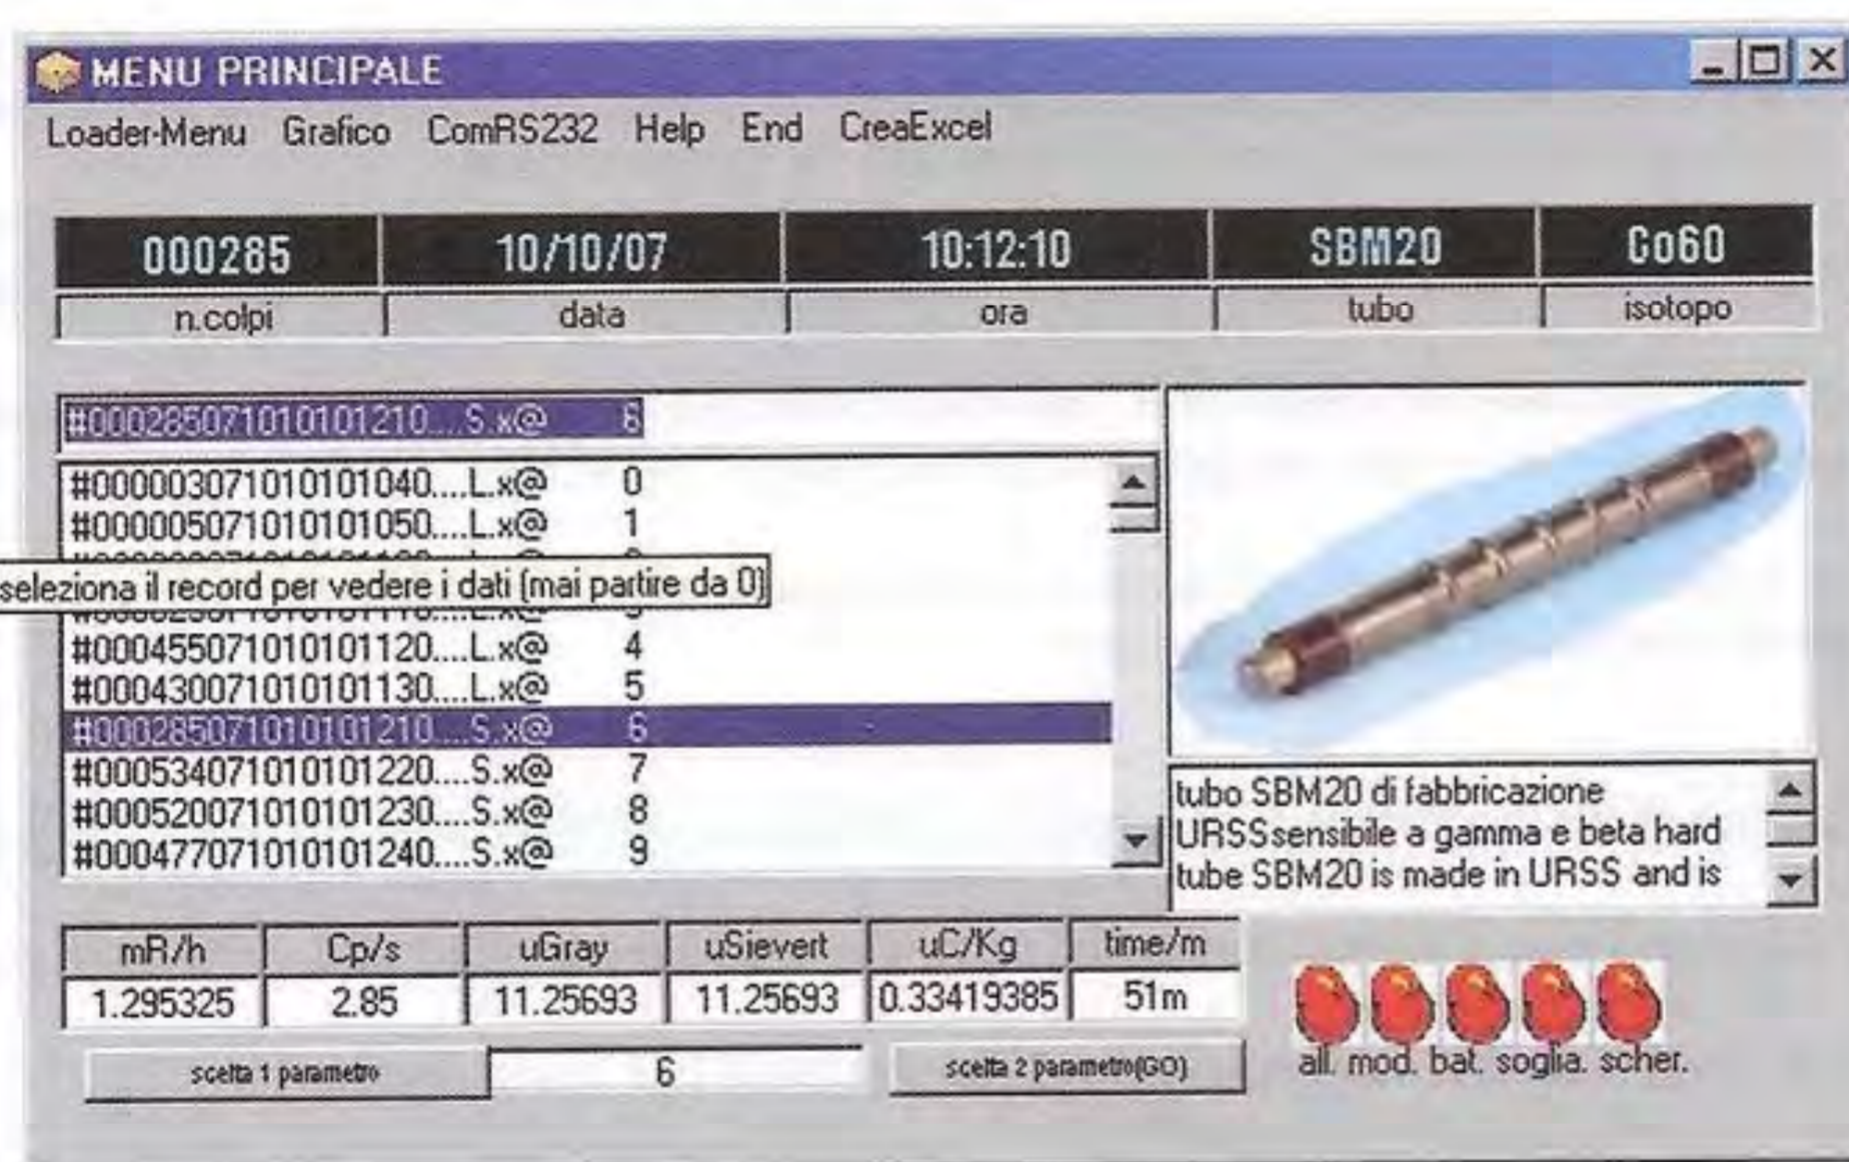 MENU PRINCIPALE
Loader-Menu Grafico ComRS232 Help End CreaExcel
000285 10/10/07 10:12:10 SBM20 Co60
n.colpi data ora tubo isotopo
#000285071010101210....S.x@ 6
#000003071010101040....L.x@ 0
#000005071010101050....L.x@ 1
seleziona il record per vedere i dati (mai partire da 0)
#000455071010101120....L.x@ 4
#000430071010101130....L.x@ 5
#000285071010101210....S.x@ 6
#000534071010101220....S.x@ 7
#000520071010101230....S.x@ 8
#000477071010101240....S.x@ 9
tubo SBM20 di fabbricazione
URSSsensibile a gamma e beta hard
tube SBM20 is made in URSS and is
mR/h Cp/s uGray uSievert uC/Kg time/m
1.295325 2.85 11.25693 11.25693 0.33419385 51m
scelta 1 parametro 6 scelta 2 parametro(GO)
all. mod. bat. soglia. scher.